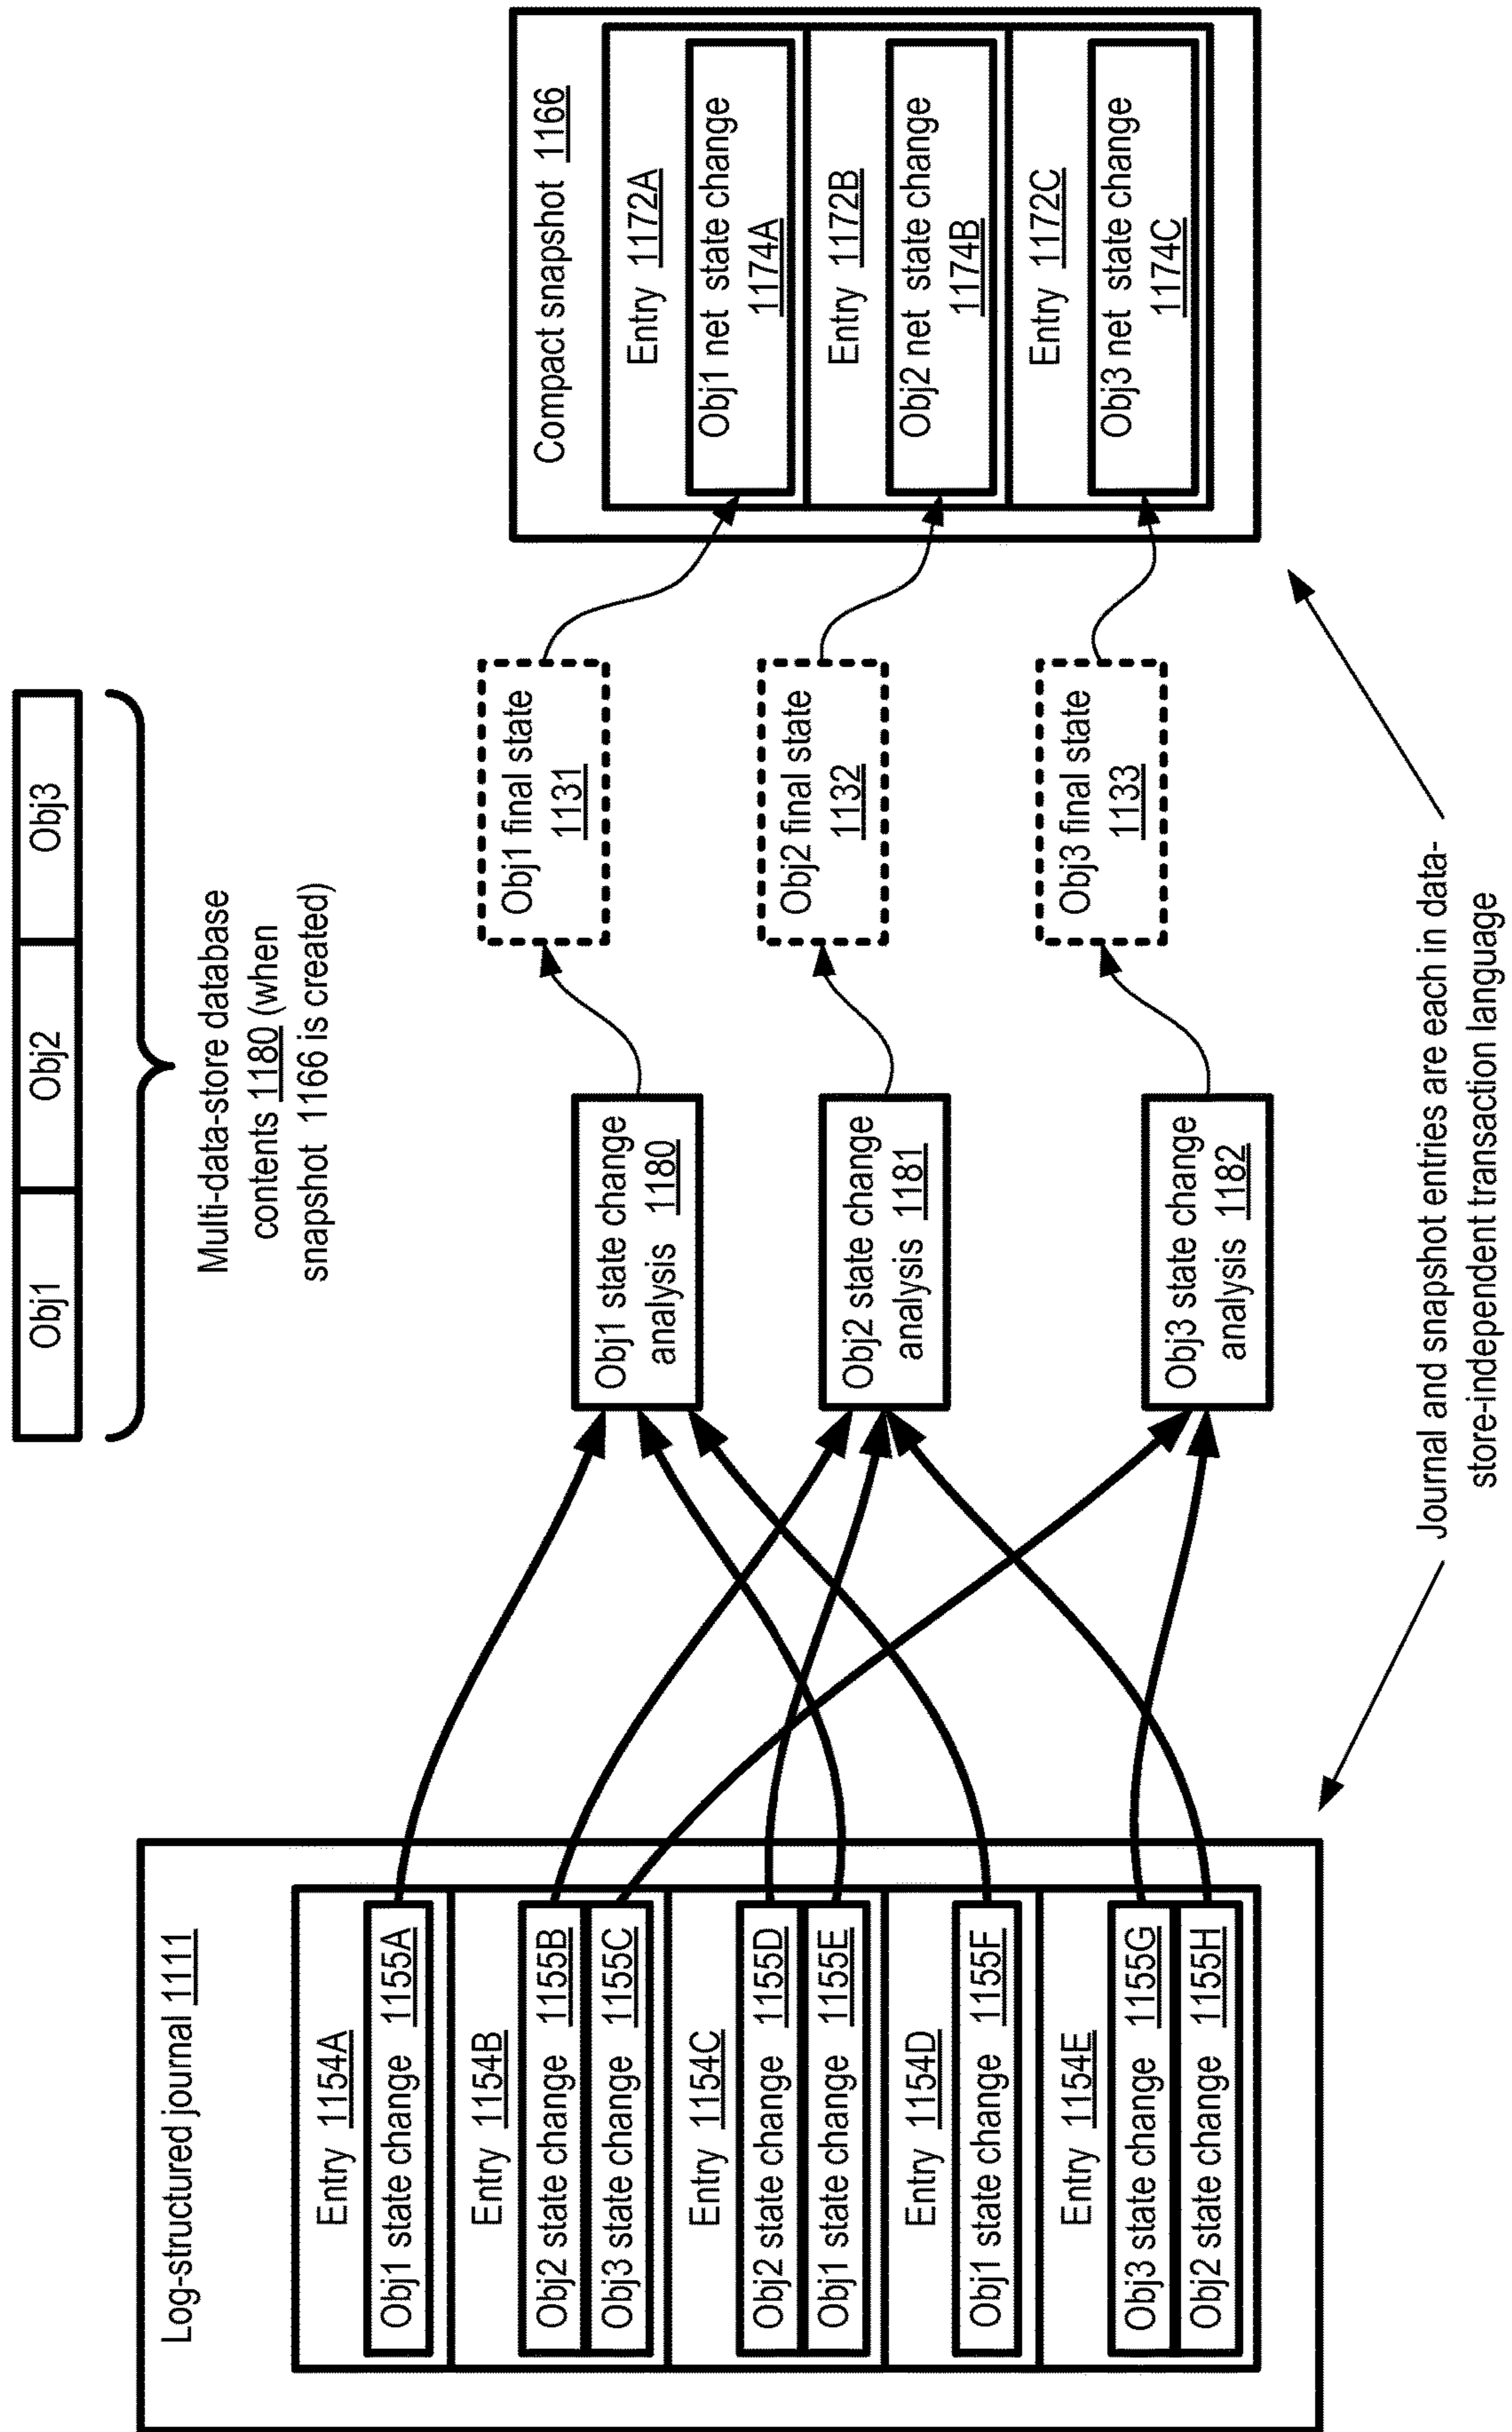 Obj1
Obj2
Obj3
Multi-data-store database
contents 1180 (when
snapshot 1166 is created)
Log-structured journal 1111
Entry 1154A
Obj1 state change 1155A
Entry 1154B
Obj2 state change 1155B
Obj3 state change 1155C
Entry 1154C
Obj2 state change 1155D
Obj1 state change 1155E
Entry 1154D
Obj1 state change 1155F
Entry 1154E
Obj3 state change 1155G
Obj2 state change 1155H
Obj1 state change
analysis 1180
Obj2 state change
analysis 1181
Obj3 state change
analysis 1182
Obj1 final state
1131
Obj2 final state
1132
Obj3 final state
1133
Compact snapshot 1166
Entry 1172A
Obj1 net state change
1174A
Entry 1172B
Obj2 net state change
1174B
Entry 1172C
Obj3 net state change
1174C
Journal and snapshot entries are each in data-
store-independent transaction language